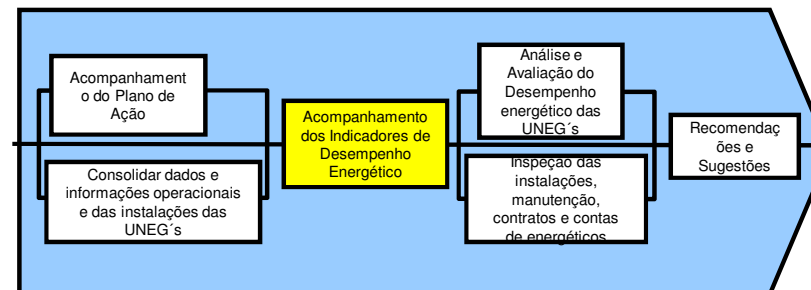 Acompanhament
o do Plano de
Ação
Consolidar dados e
informações operacionais
e das instalações das
UNEG´s
Acompanhamento
dos Indicadores de
Desempenho
Energético
Análise e
Avaliação do
Desempenho
energético das
UNEG´s
Inspeção das
instalações,
manutenção,
contratos e contas
de energéticos
Recomendaç
ões e
Sugestões